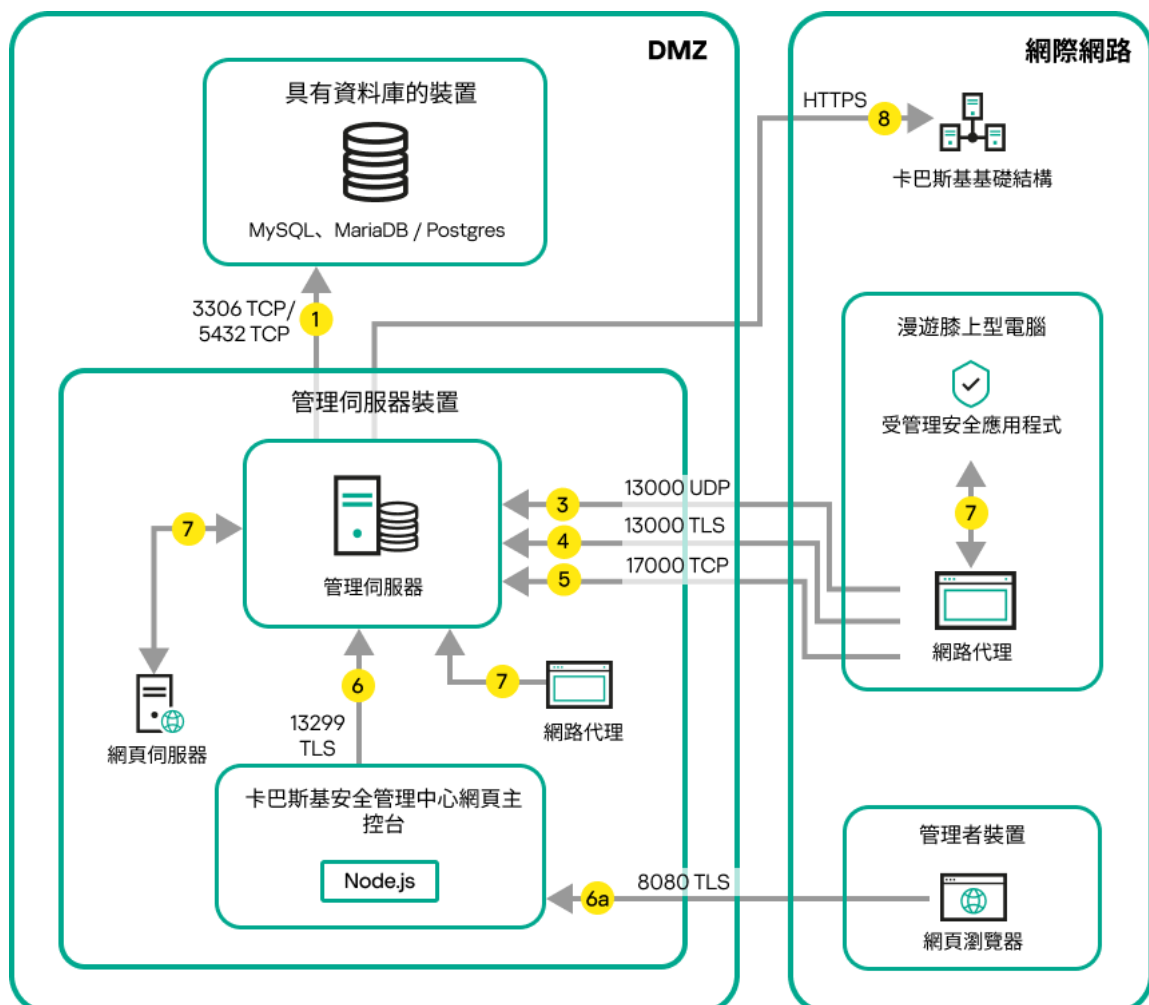 DMZ
具有資料庫的裝置
MySQL、MariaDB / Postgres
3306 TCP/
5432 TCP
1
管理伺服器裝置
管理伺服器
7
網頁伺服器
3
13000 UDP
4
13000 TLS
5
17000 TCP
6
13299
TLS
7
網路代理
卡巴斯基安全管理中心網頁主
控台
Node.js
6a
8080 TLS
網際網路
HTTPS
8
卡巴斯基基礎結構
漫遊膝上型電腦
受管理安全應用程式
7
網路代理
管理者裝置
網頁瀏覽器